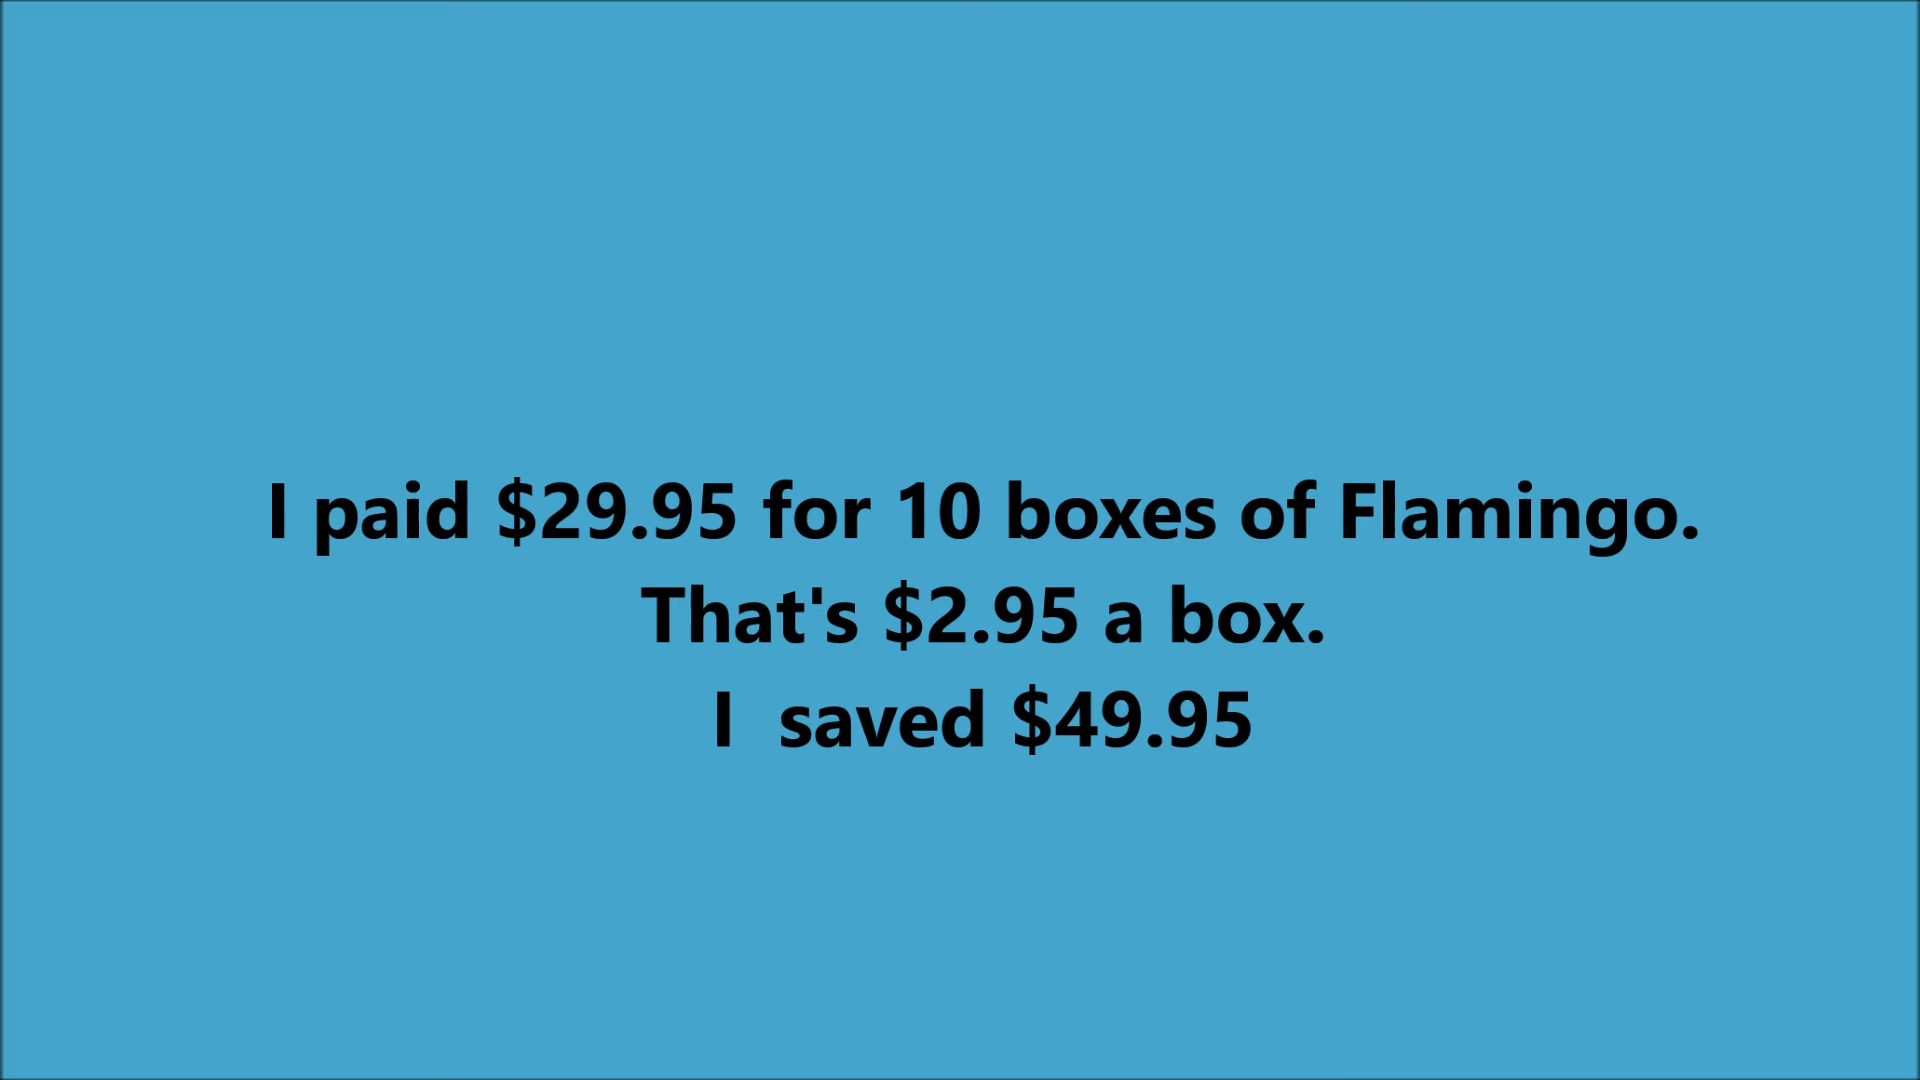 I paid $29.95 for 10 boxes of Flamingo.
That's $2.95 a box.
I  saved $49.95